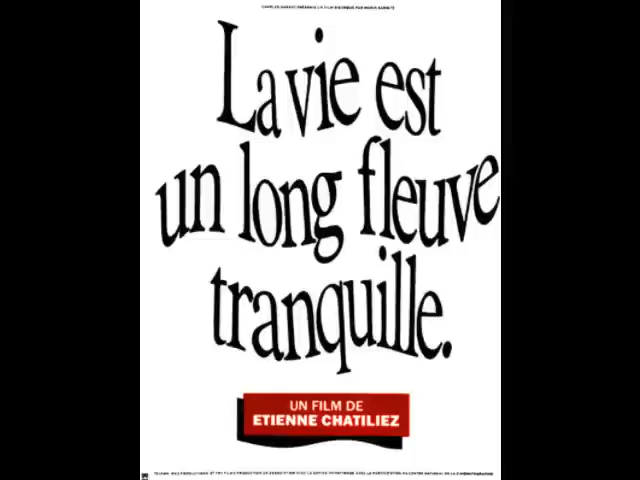 La vie est
un long fleuve
tranquille.
UN FILM DE
ETIENNE CHATILIEZ